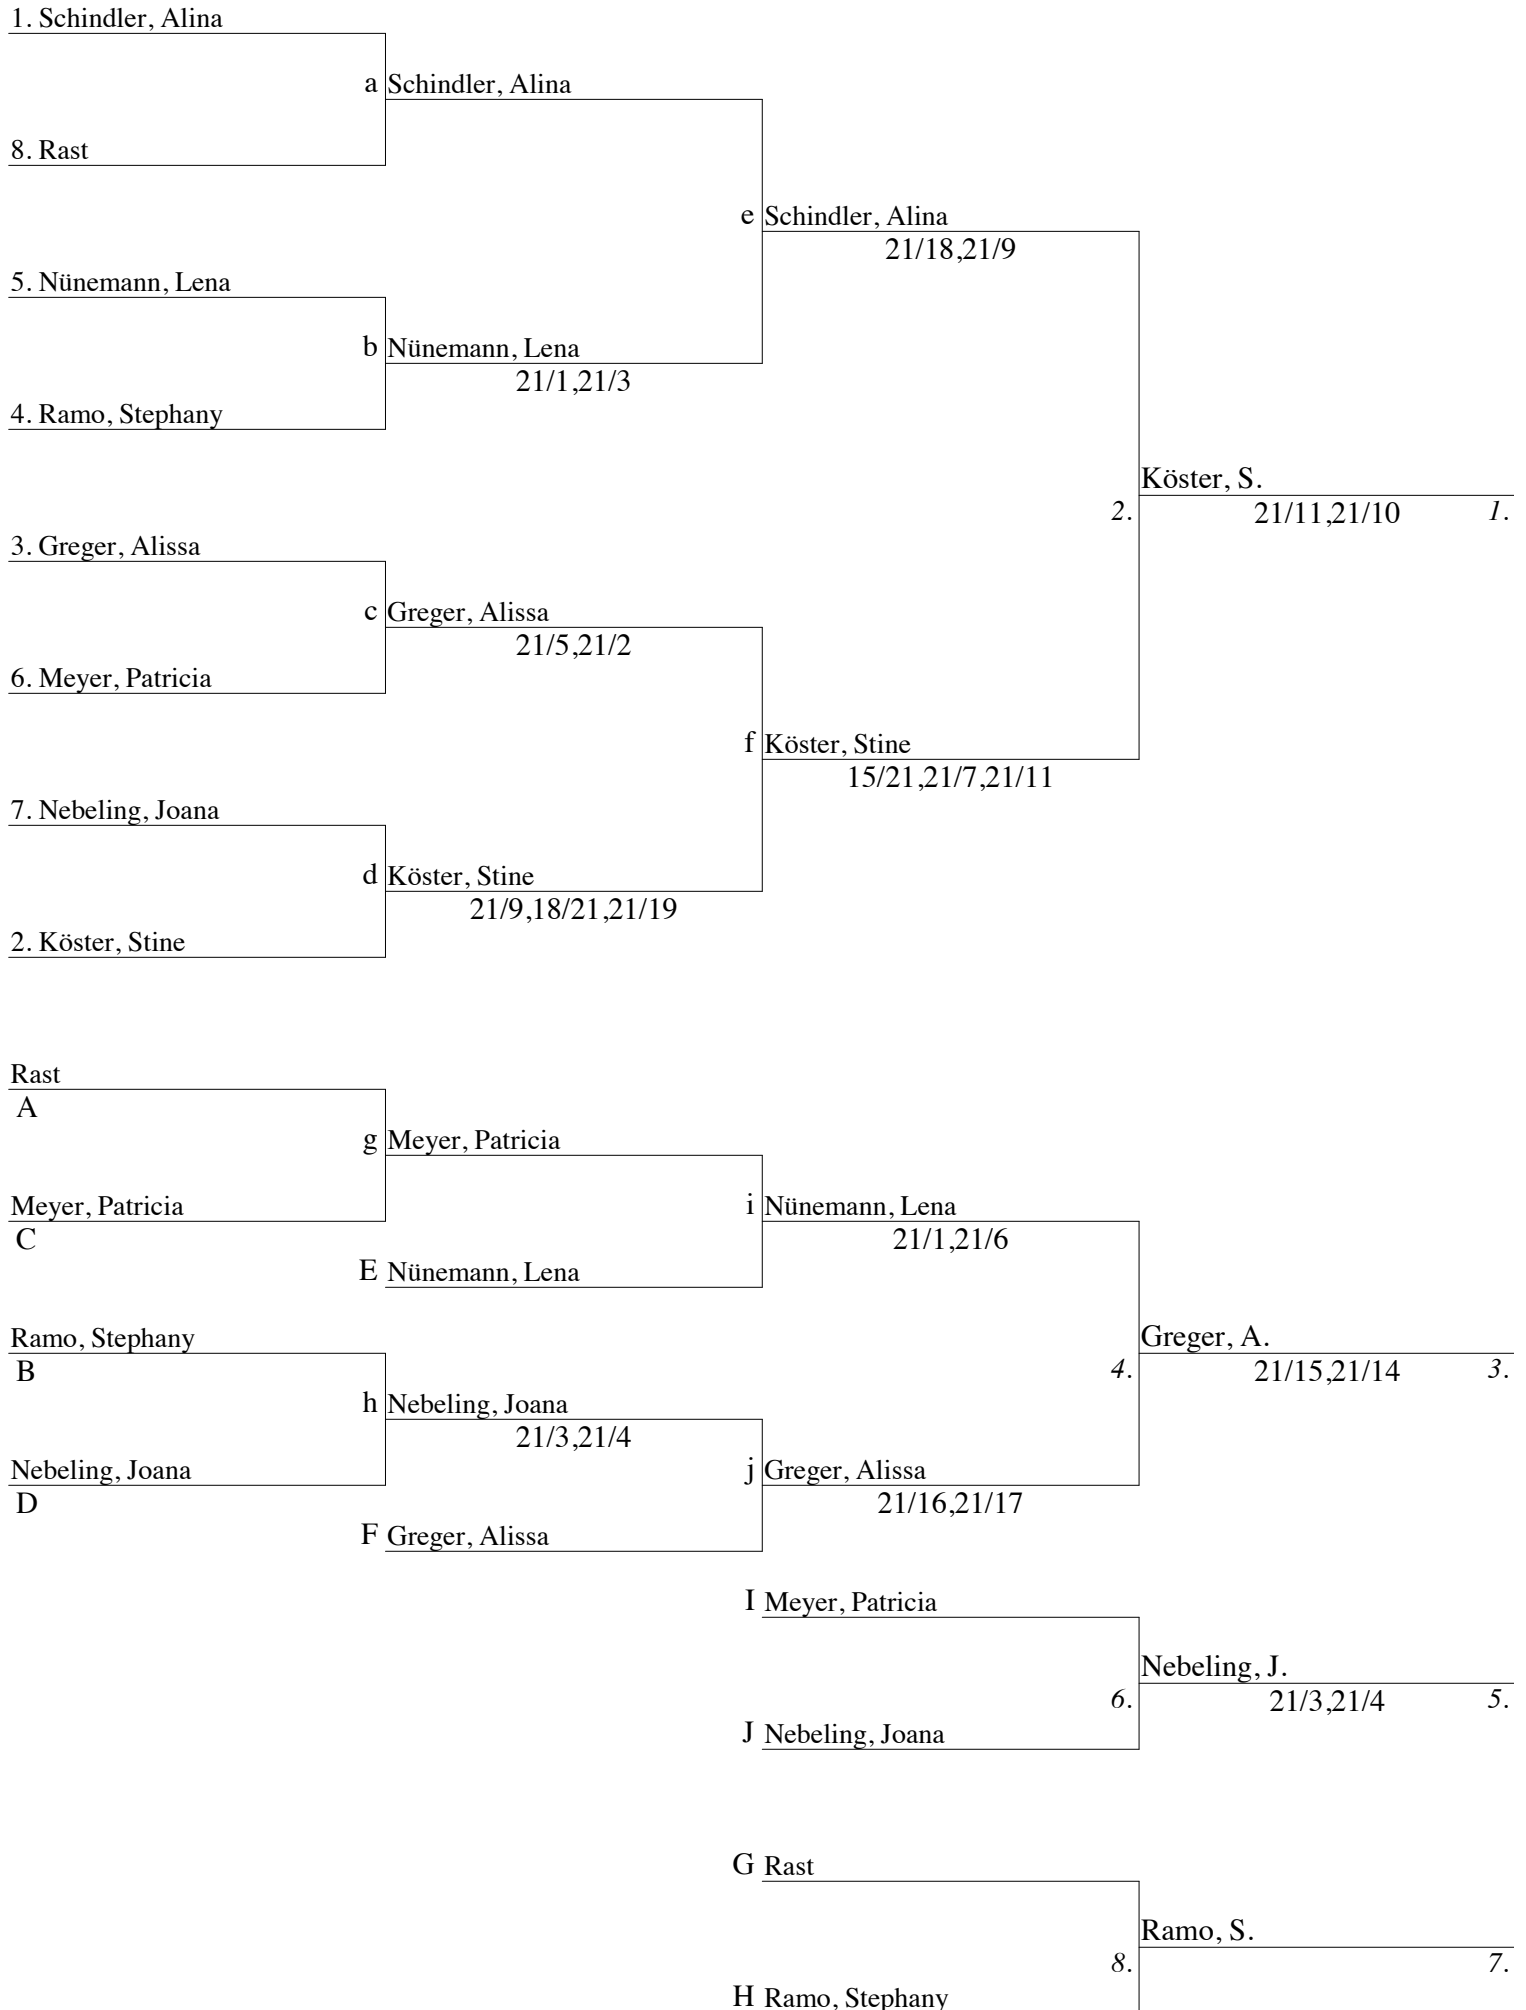 1. Schindler, Alina
a Schindler, Alina
8. Rast
e Schindler, Alina
21/18,21/9
5. Nünemann, Lena
b Nünemann, Lena
21/1,21/3
4. Ramo, Stephany
Köster, S.
2. 21/11,21/10 1.
3. Greger, Alissa
c Greger, Alissa
21/5,21/2
6. Meyer, Patricia
f Köster, Stine
15/21,21/7,21/11
7. Nebeling, Joana
d Köster, Stine
21/9,18/21,21/19
2. Köster, Stine
Rast
A
g Meyer, Patricia
Meyer, Patricia
C
i Nünemann, Lena
21/1,21/6
E Nünemann, Lena
Ramo, Stephany
B
Greger, A.
4. 21/15,21/14 3.
h Nebeling, Joana
21/3,21/4
Nebeling, Joana
D
j Greger, Alissa
21/16,21/17
F Greger, Alissa
I Meyer, Patricia
Nebeling, J.
6. 21/3,21/4 5.
J Nebeling, Joana
G Rast
Ramo, S.
8. 7.
H Ramo, Stephany